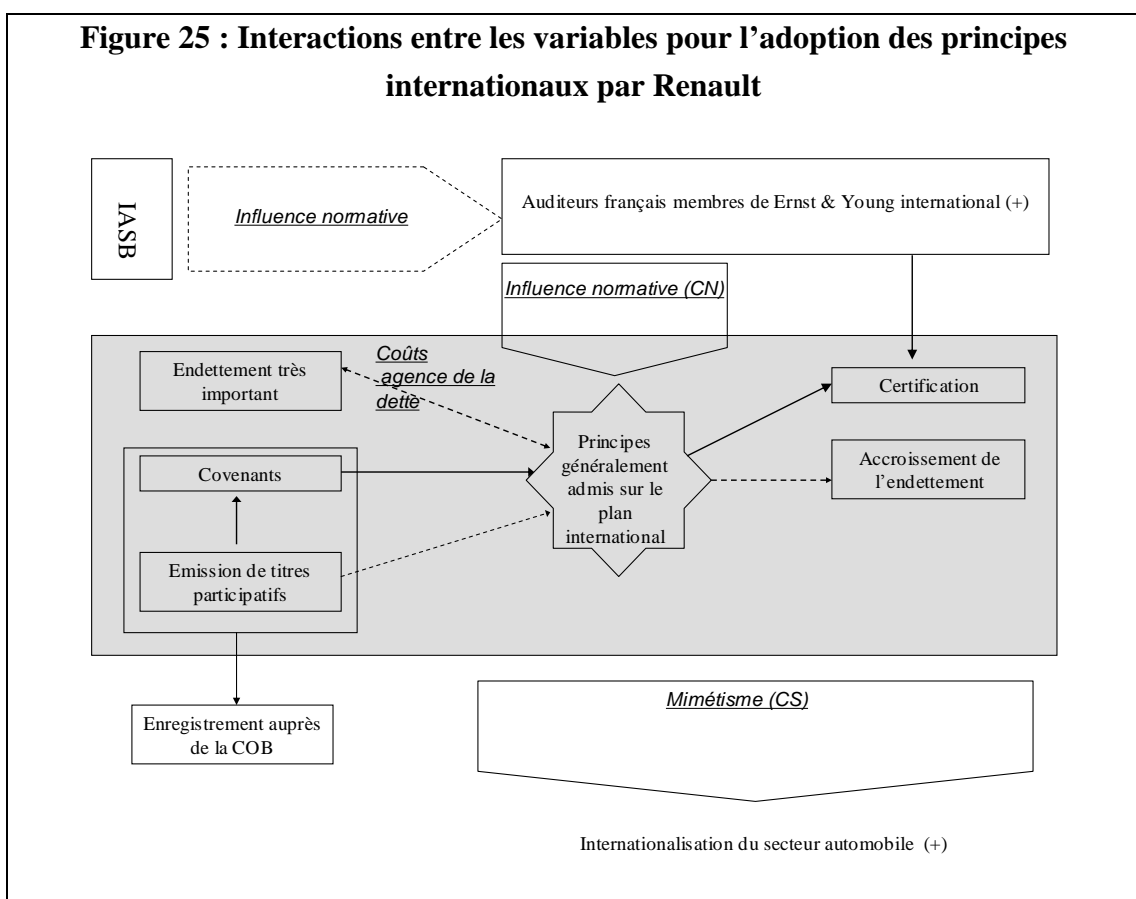 Figure 25 : Interactions entre les variables pour l’adoption des principes
internationaux par Renault
IASB
Influence normative
Auditeurs français membres de Ernst & Young international (+)
Influence normative (CN)
Endettement très
important
Coûts
agence de la
dette
Certification
Principes
généralement
admis sur le
plan
international
Covenants
Accroissement de
l’endettement
Emission de titres
participatifs
Enregistrement auprès
de la COB
Mimétisme (CS)
Internationalisation du secteur automobile (+)